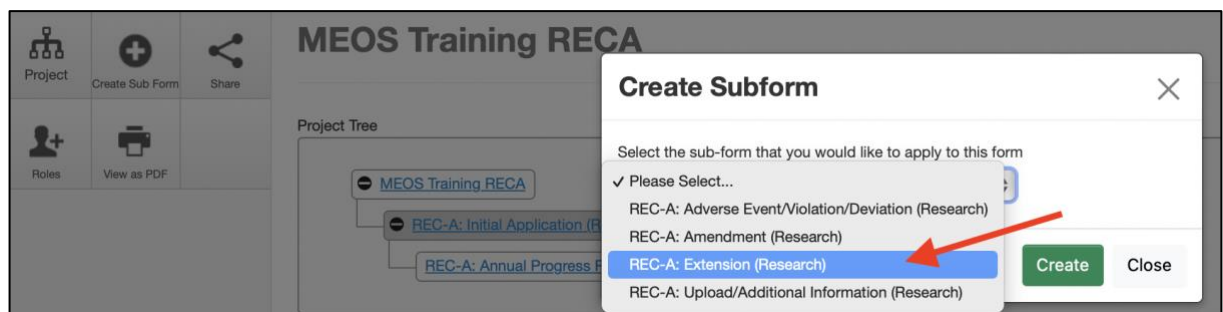 MEOS Training RECA
Project
Create Sub Form
Share
Roles
View as PDF
Project Tree
MEOS Training RECA
REC-A: Initial Application (R
REC-A: Annual Progress
Create Subform
Select the sub-form that you would like to apply to this form
✓ Please Select...
REC-A: Adverse Event/Violation/Deviation (Research)
REC-A: Amendment (Research)
REC-A: Extension (Research)
REC-A: Upload/Additional Information (Research)
Create
Close